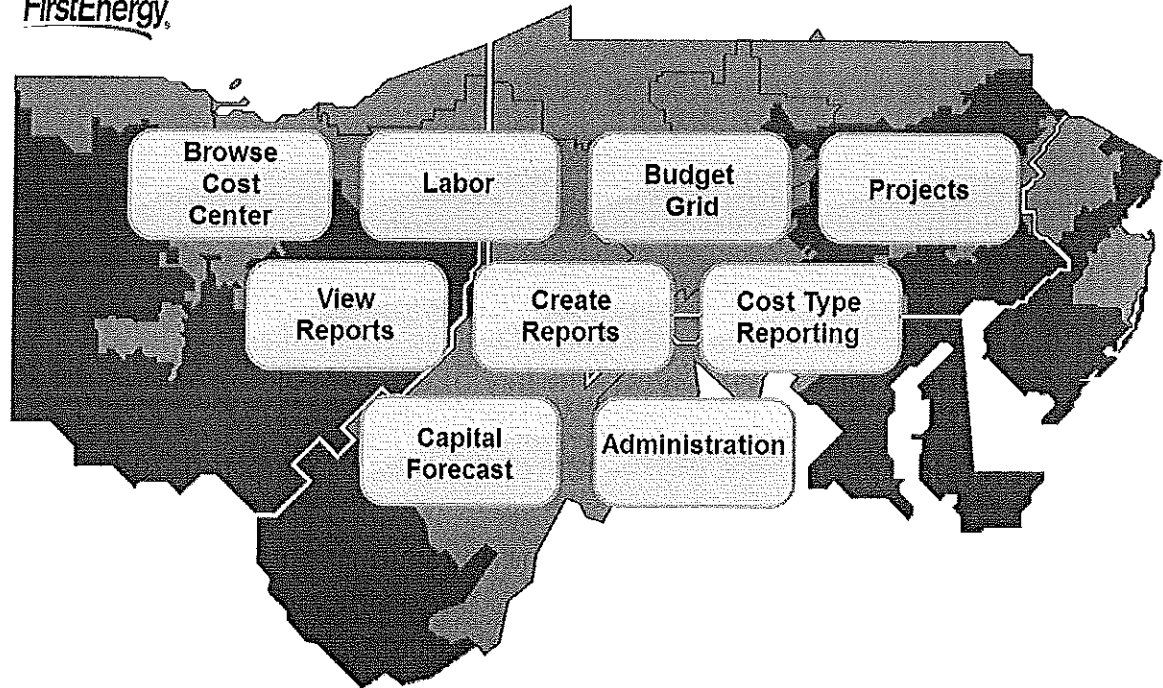 FirstEnergy
Browse
Cost
Center
Labor
Budget
Grid
Projects
View
Reports
Create
Reports
Cost Type
Reporting
Capital
Forecast
Administration